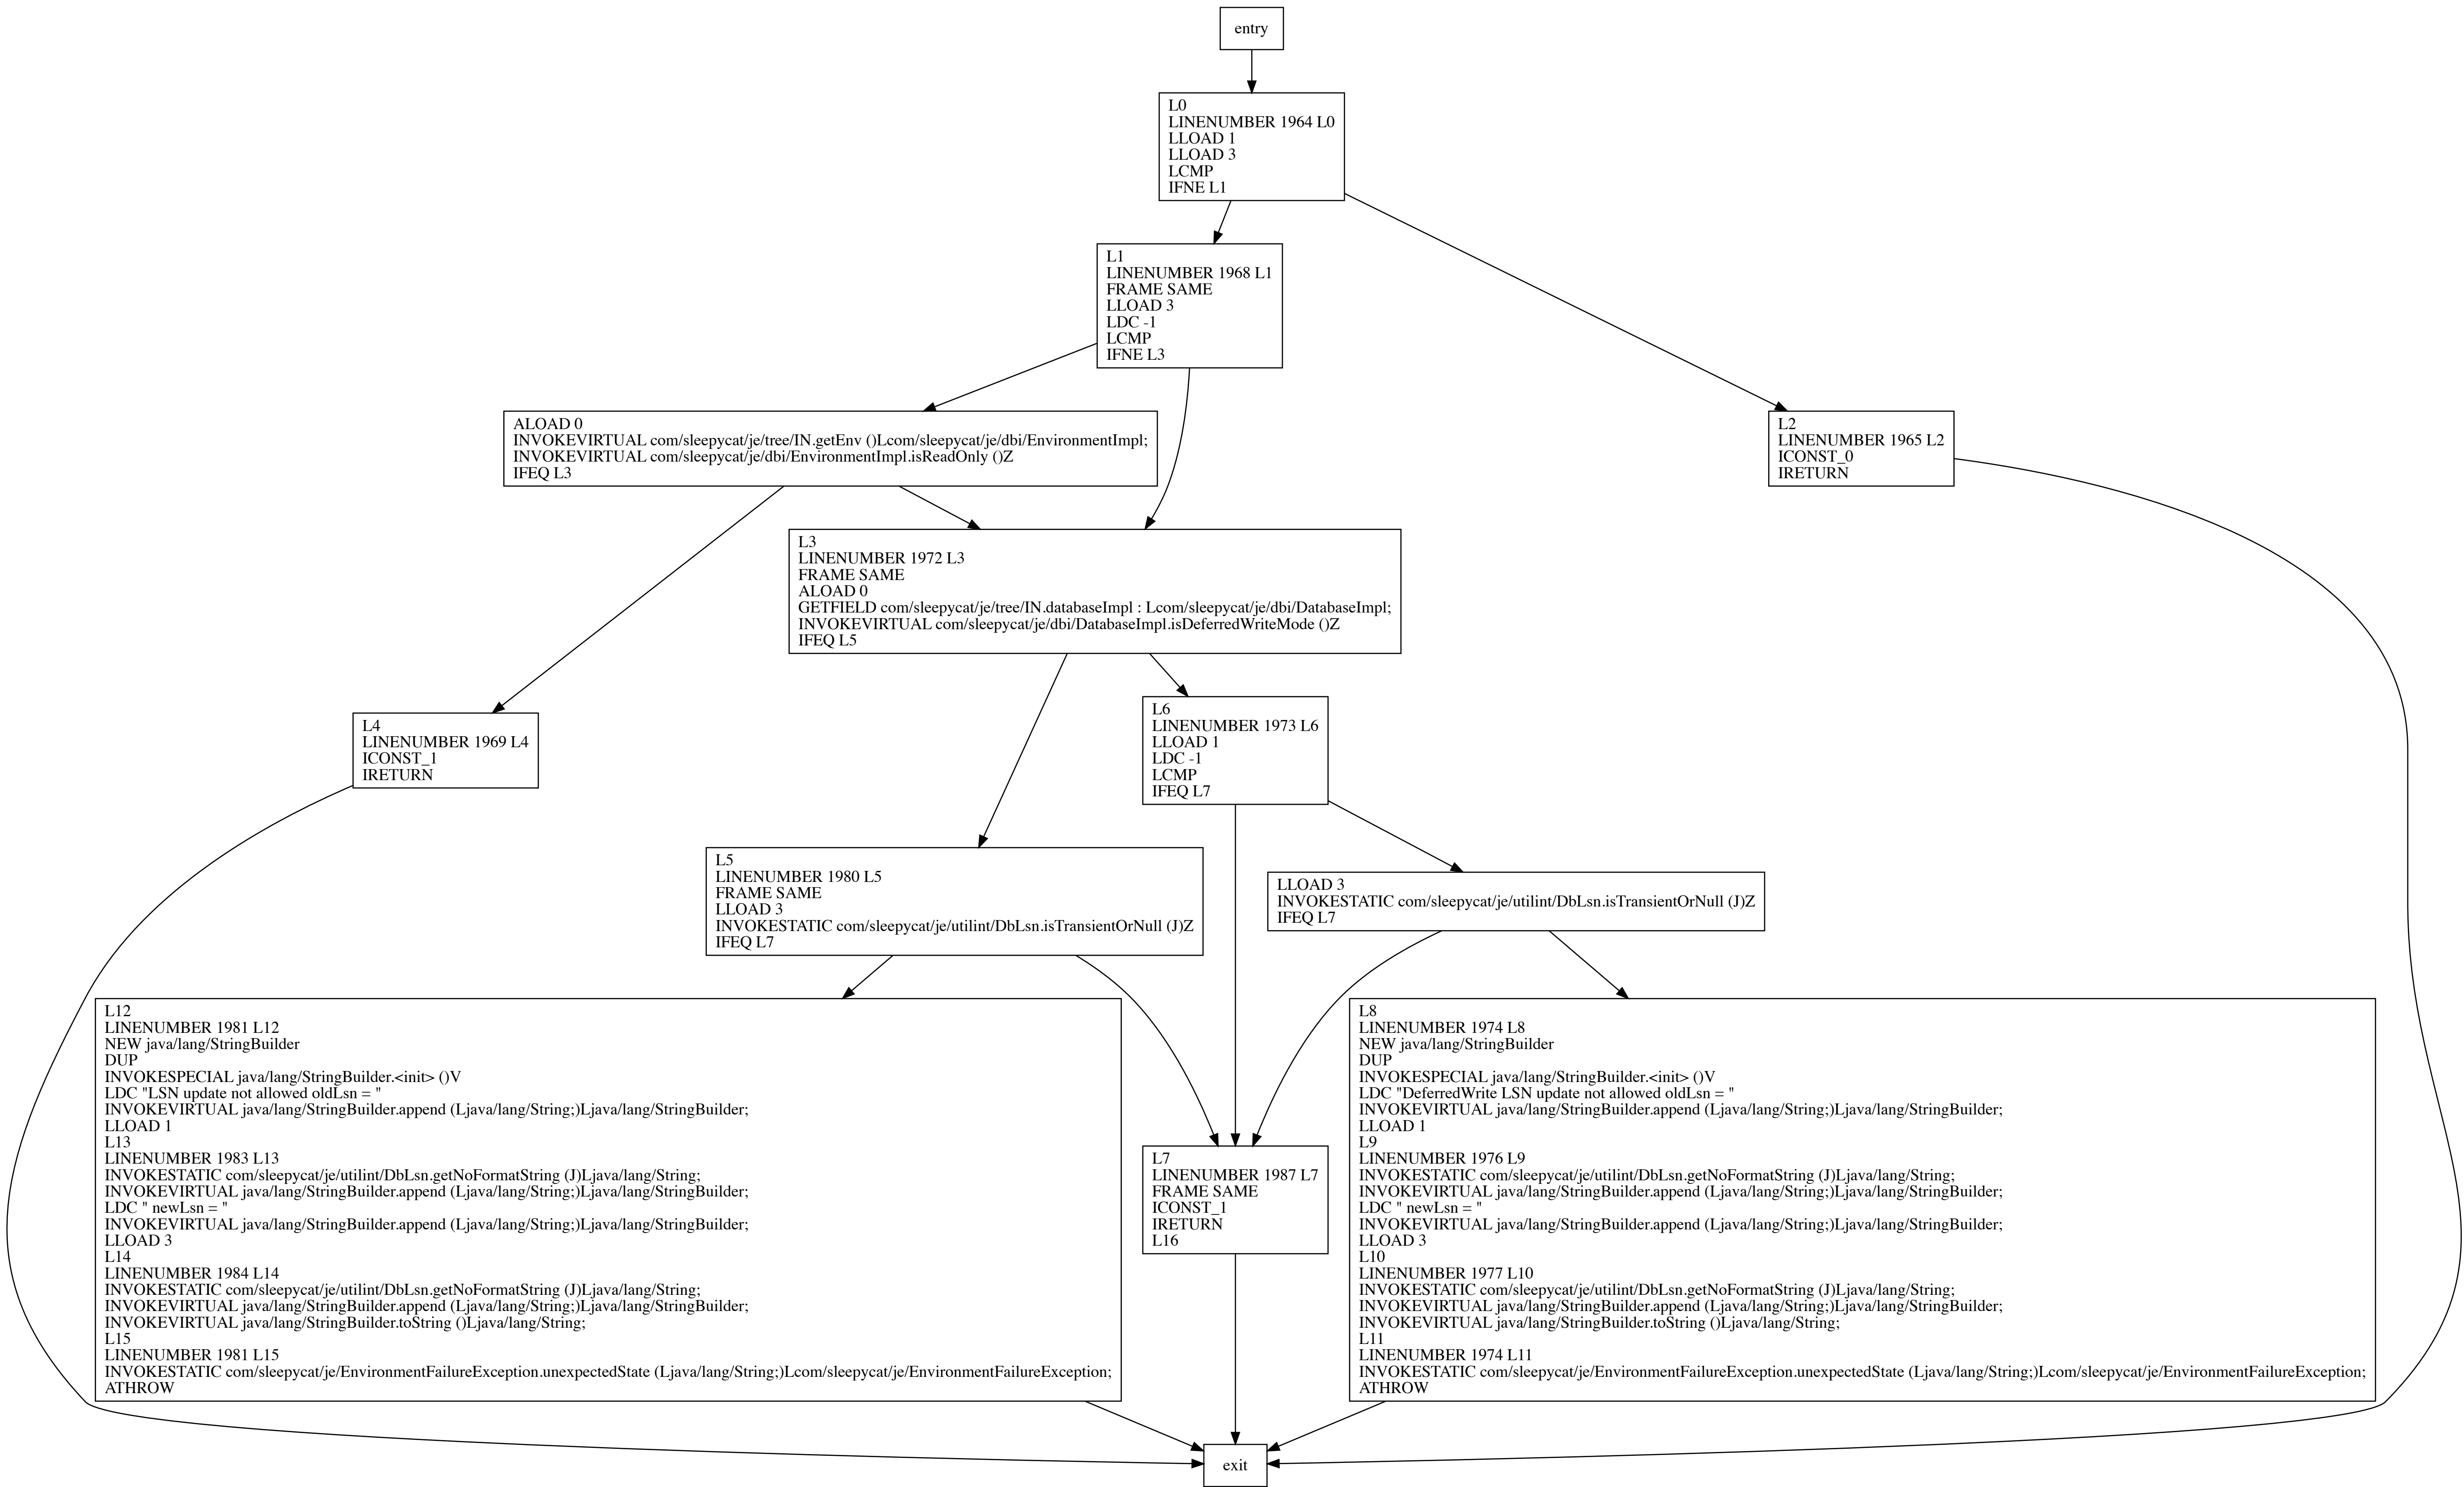 entry
L0
LINENUMBER 1964 L0
LLOAD 1
LLOAD 3
LCMP
IFNE L1
L1
LINENUMBER 1968 L1
FRAME SAME
LLOAD 3
LDC -1
LCMP
IFNE L3
ALOAD 0
INVOKEVIRTUAL com/sleepycat/je/tree/IN.getEnv ()Lcom/sleepycat/je/dbi/EnvironmentImpl;
INVOKEVIRTUAL com/sleepycat/je/dbi/EnvironmentImpl.isReadOnly ()Z
IFEQ L3
L2
LINENUMBER 1965 L2
ICONST_0
IRETURN
L3
LINENUMBER 1972 L3
FRAME SAME
ALOAD 0
GETFIELD com/sleepycat/je/tree/IN.databaseImpl : Lcom/sleepycat/je/dbi/DatabaseImpl;
INVOKEVIRTUAL com/sleepycat/je/dbi/DatabaseImpl.isDeferredWriteMode ()Z
IFEQ L5
L4
LINENUMBER 1969 L4
ICONST_1
IRETURN
L6
LINENUMBER 1973 L6
LLOAD 1
LDC -1
LCMP
IFEQ L7
L5
LINENUMBER 1980 L5
FRAME SAME
LLOAD 3
INVOKESTATIC com/sleepycat/je/utilint/DbLsn.isTransientOrNull (J)Z
IFEQ L7
LLOAD 3
INVOKESTATIC com/sleepycat/je/utilint/DbLsn.isTransientOrNull (J)Z
IFEQ L7
L12
LINENUMBER 1981 L12
NEW java/lang/StringBuilder
DUP
INVOKESPECIAL java/lang/StringBuilder.<init> ()V
LDC "LSN update not allowed oldLsn = "
INVOKEVIRTUAL java/lang/StringBuilder.append (Ljava/lang/String;)Ljava/lang/StringBuilder;
LLOAD 1
L13
LINENUMBER 1983 L13
INVOKESTATIC com/sleepycat/je/utilint/DbLsn.getNoFormatString (J)Ljava/lang/String;
INVOKEVIRTUAL java/lang/StringBuilder.append (Ljava/lang/String;)Ljava/lang/StringBuilder;
LDC " newLsn = "
INVOKEVIRTUAL java/lang/StringBuilder.append (Ljava/lang/String;)Ljava/lang/StringBuilder;
LLOAD 3
L14
LINENUMBER 1984 L14
INVOKESTATIC com/sleepycat/je/utilint/DbLsn.getNoFormatString (J)Ljava/lang/String;
INVOKEVIRTUAL java/lang/StringBuilder.append (Ljava/lang/String;)Ljava/lang/StringBuilder;
INVOKEVIRTUAL java/lang/StringBuilder.toString ()Ljava/lang/String;
L15
LINENUMBER 1981 L15
INVOKESTATIC com/sleepycat/je/EnvironmentFailureException.unexpectedState (Ljava/lang/String;)Lcom/sleepycat/je/EnvironmentFailureException;
ATHROW
L7
LINENUMBER 1987 L7
FRAME SAME
ICONST_1
IRETURN
L16
L8
LINENUMBER 1974 L8
NEW java/lang/StringBuilder
DUP
INVOKESPECIAL java/lang/StringBuilder.<init> ()V
LDC "DeferredWrite LSN update not allowed oldLsn = "
INVOKEVIRTUAL java/lang/StringBuilder.append (Ljava/lang/String;)Ljava/lang/StringBuilder;
LLOAD 1
L9
LINENUMBER 1976 L9
INVOKESTATIC com/sleepycat/je/utilint/DbLsn.getNoFormatString (J)Ljava/lang/String;
INVOKEVIRTUAL java/lang/StringBuilder.append (Ljava/lang/String;)Ljava/lang/StringBuilder;
LDC " newLsn = "
INVOKEVIRTUAL java/lang/StringBuilder.append (Ljava/lang/String;)Ljava/lang/StringBuilder;
LLOAD 3
L10
LINENUMBER 1977 L10
INVOKESTATIC com/sleepycat/je/utilint/DbLsn.getNoFormatString (J)Ljava/lang/String;
INVOKEVIRTUAL java/lang/StringBuilder.append (Ljava/lang/String;)Ljava/lang/StringBuilder;
INVOKEVIRTUAL java/lang/StringBuilder.toString ()Ljava/lang/String;
L11
LINENUMBER 1974 L11
INVOKESTATIC com/sleepycat/je/EnvironmentFailureException.unexpectedState (Ljava/lang/String;)Lcom/sleepycat/je/EnvironmentFailureException;
ATHROW
exit